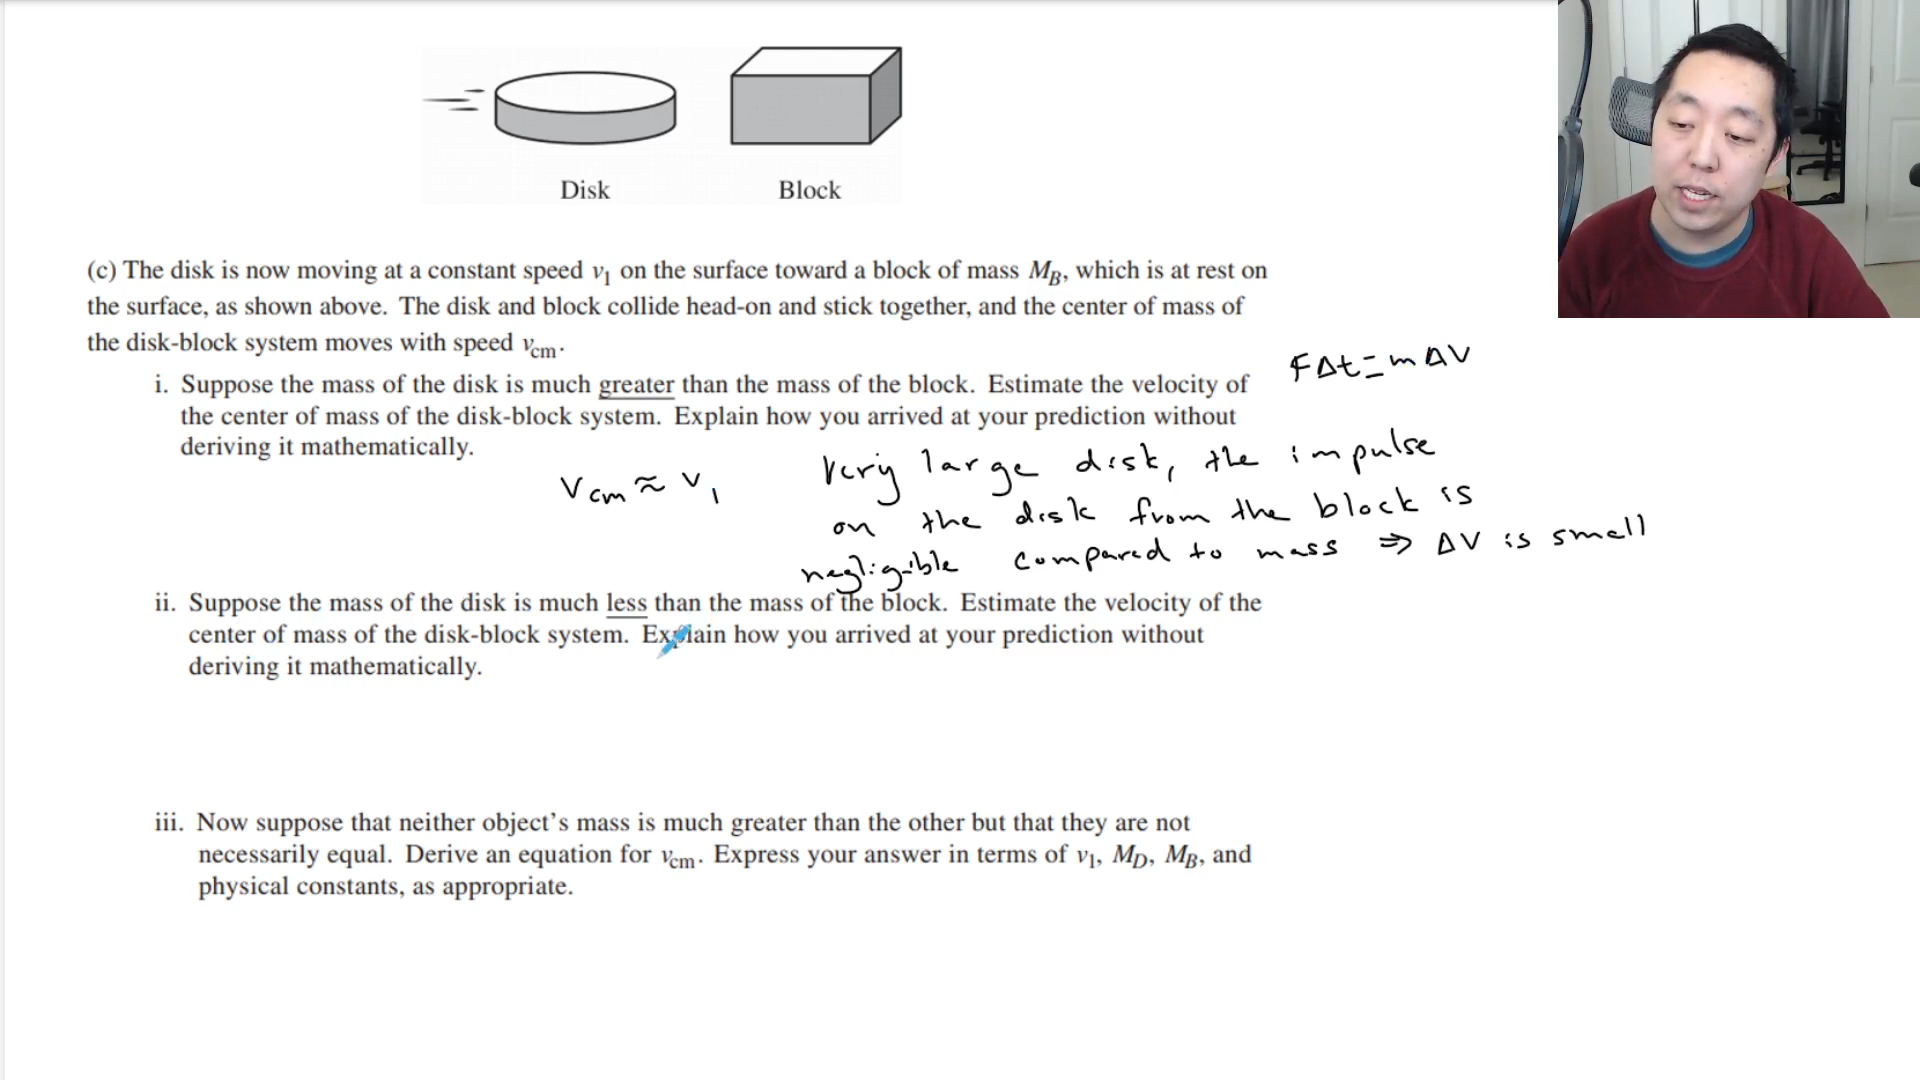 Disk Block
(c) The disk is now moving at a constant speed v₁ on the surface toward a block of mass M_B, which is at rest on
the surface, as shown above. The disk and block collide head-on and stick together, and the center of mass of
the disk-block system moves with speed v_cm.
F∆t = m∆V
i. Suppose the mass of the disk is much greater than the mass of the block. Estimate the velocity of
the center of mass of the disk-block system. Explain how you arrived at your prediction without
deriving it mathematically.
V_cm ≈ V₁
Very large disk, the impulse
on the disk from the block is
negligible compared to mass ⇒ ∆V is small
ii. Suppose the mass of the disk is much less than the mass of the block. Estimate the velocity of the
center of mass of the disk-block system. Explain how you arrived at your prediction without
deriving it mathematically.
iii. Now suppose that neither object’s mass is much greater than the other but that they are not
necessarily equal. Derive an equation for v_cm. Express your answer in terms of v₁, M_D, M_B, and
physical constants, as appropriate.